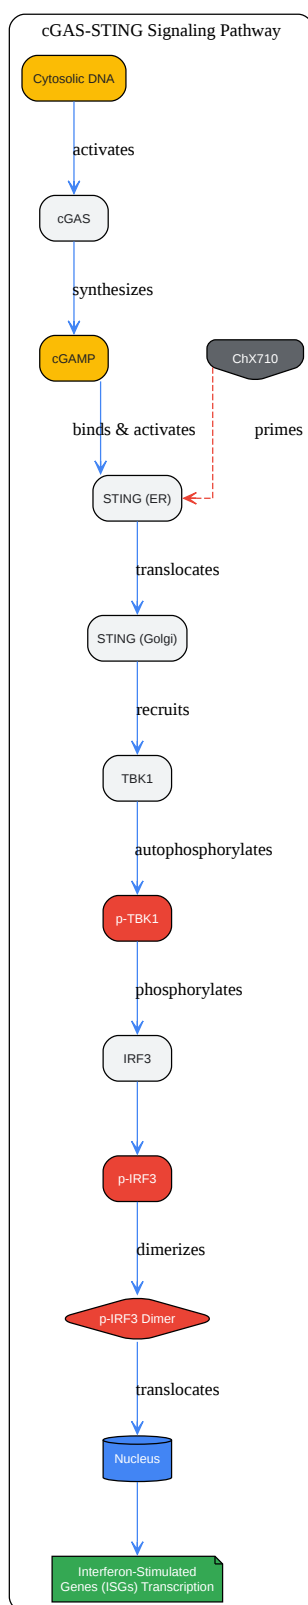 cGAS-STING Signaling Pathway
Cytosolic DNA
activates
cGAS
synthesizes
cGAMP
ChX710
binds & activates
primes
STING (ER)
translocates
STING (Golgi)
recruits
TBK1
autophosphorylates
p-TBK1
phosphorylates
IRF3
p-IRF3
dimerizes
p-IRF3 Dimer
translocates
Nucleus
Interferon-Stimulated
Genes (ISGs) Transcription